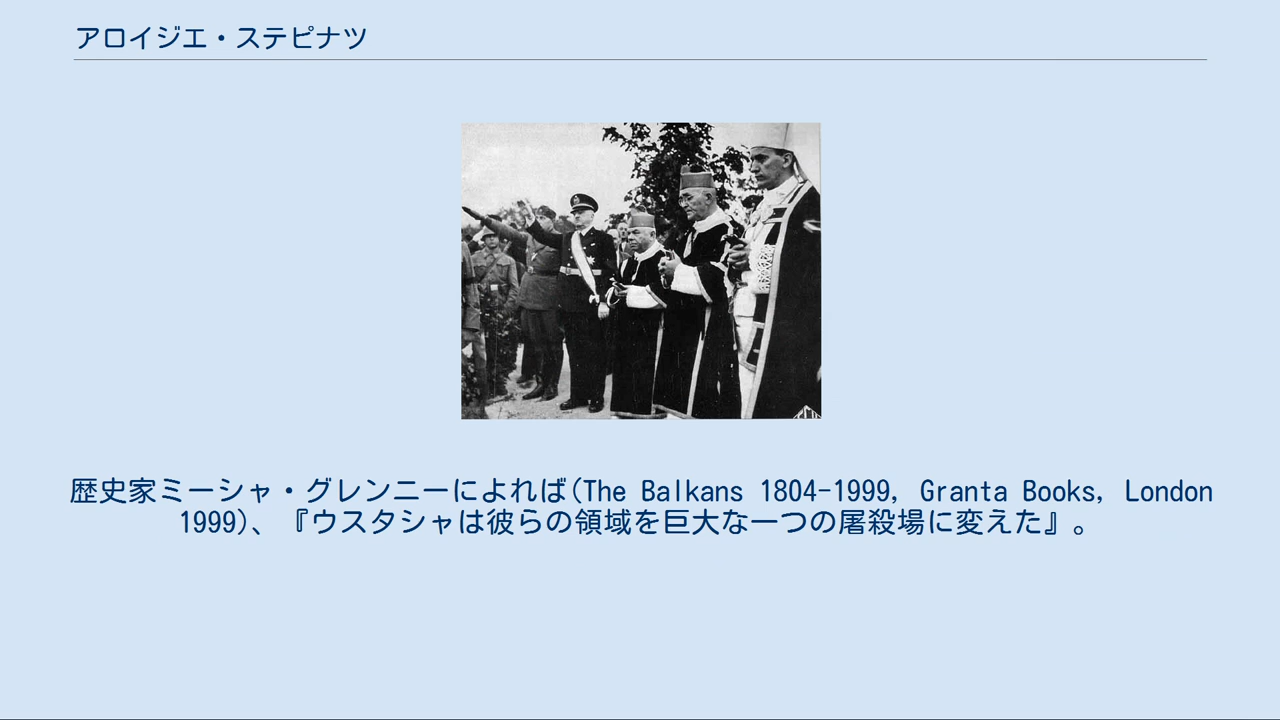 アロイジエ・ステピナツ
歴史家ミーシャ・グレンニーによれば(The Balkans 1804-1999, Granta Books, London
1999)、『ウスタシャは彼らの領域を巨大な一つの屠殺場に変えた』。